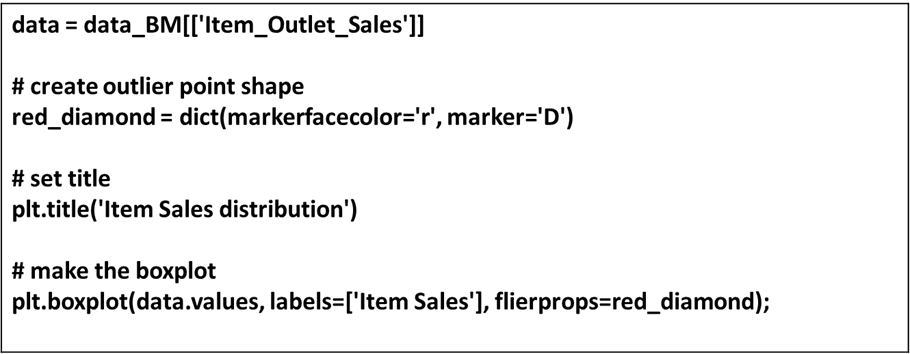 data = data_BM[['Item_Outlet_Sales']]
# create outlier point shape
red_diamond = dict(markerfacecolor='r', marker='D')
# set title
plt.title('Item Sales distribution')
# make the boxplot
plt.boxplot(data.values, labels=['Item Sales'], flierprops=red_diamond);